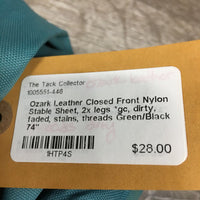 The Tack Collector
1005551-446
Ozark Leather Closed Front Nylon
Stable Sheet, 2x legs *gc, dirty,
faded, stains, threads Green/Black
74"
1HTP4S
$28.00